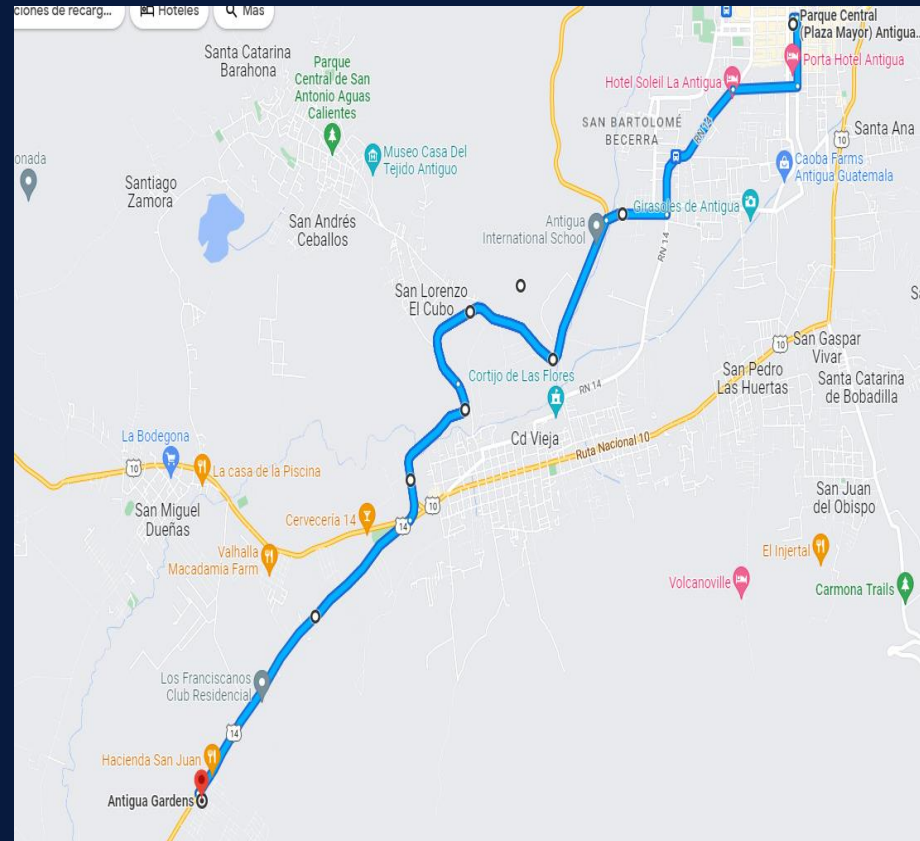 ciones de recarg...
Hoteles
Más
Parque Central
(Plaza Mayor) Antigua...
Santa Catarina
Barahona
Parque
Central de San
Antonio Aguas
Calientes
Hotel Soleil La Antigua
Porta Hotel Antigua
SAN BARTOLOMÉ
BECERRA
RN 14
10
Santa Ana
onada
Museo Casa Del
Tejido Antiguo
Caoba Farms
Antigua Guatemala
Santiago
Zamora
San Andrés
Ceballos
Antigua
International School
Girasoles de Antigua
RN 14
San Lorenzo
El Cubo
10
San Gaspar
Vivar
San Pedro
Las Huertas
Santa Catarina
de Bobadilla
Cortijo de Las Flores
RN 14
Cd Vieja
Ruta Nacional 10
La Bodegona
10
La casa de la Piscina
San Miguel
Dueñas
Cervecería 14
10
14
San Juan
del Obispo
Valhalla
Macadamia Farm
El Injertal
Volcanoville
Carmona Trails
Los Franciscanos
Club Residencial
14
Hacienda San Juan
Antigua Gardens